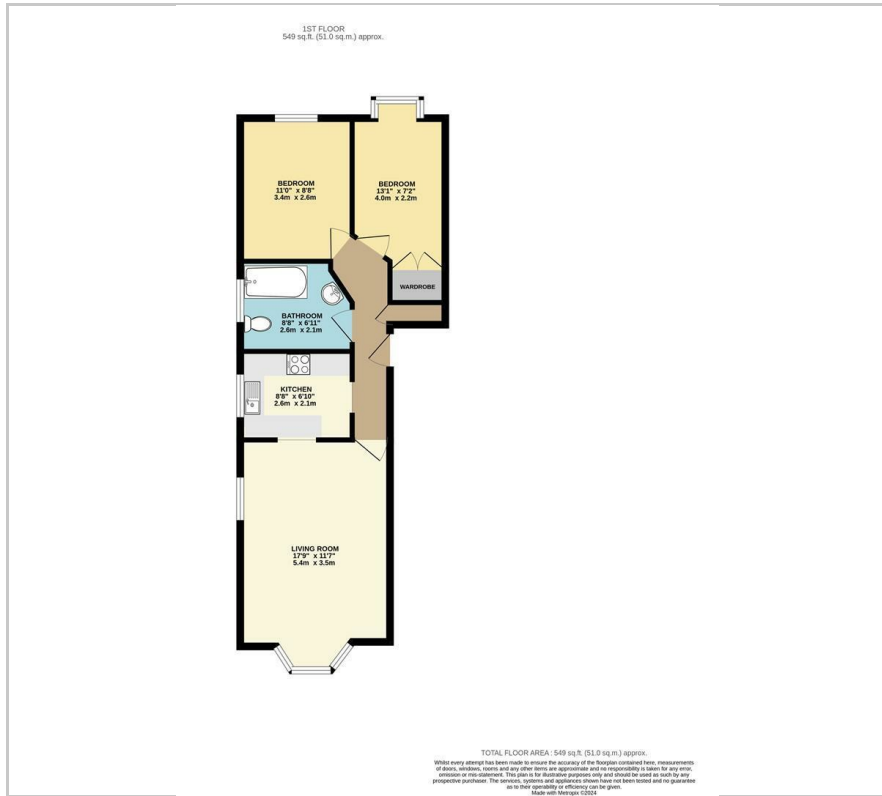 1ST FLOOR
549 sq.ft. (51.0 sq.m.) approx.
BEDROOM
11'0" x 8'8"
3.4m x 2.6m
BEDROOM
13'1" x 7'2"
4.0m x 2.2m
WARDROBE
BATHROOM
8'8" x 6'11"
2.6m x 2.1m
KITCHEN
8'8" x 6'10"
2.6m x 2.1m
LIVING ROOM
17'9" x 11'7"
5.4m x 3.5m
TOTAL FLOOR AREA : 549 sq.ft. (51.0 sq.m.) approx.
Whilst every attempt has been made to ensure the accuracy of the floorplan contained here, measurements
of doors, windows, rooms and any other items are approximate and no responsibility is taken for any error,
omission or mis-statement. This plan is for illustrative purposes only and should be used as such by any
prospective purchaser. The services, systems and appliances shown have not been tested and no guarantee
as to their operability or efficiency can be given.
Made with Metropix ©2024